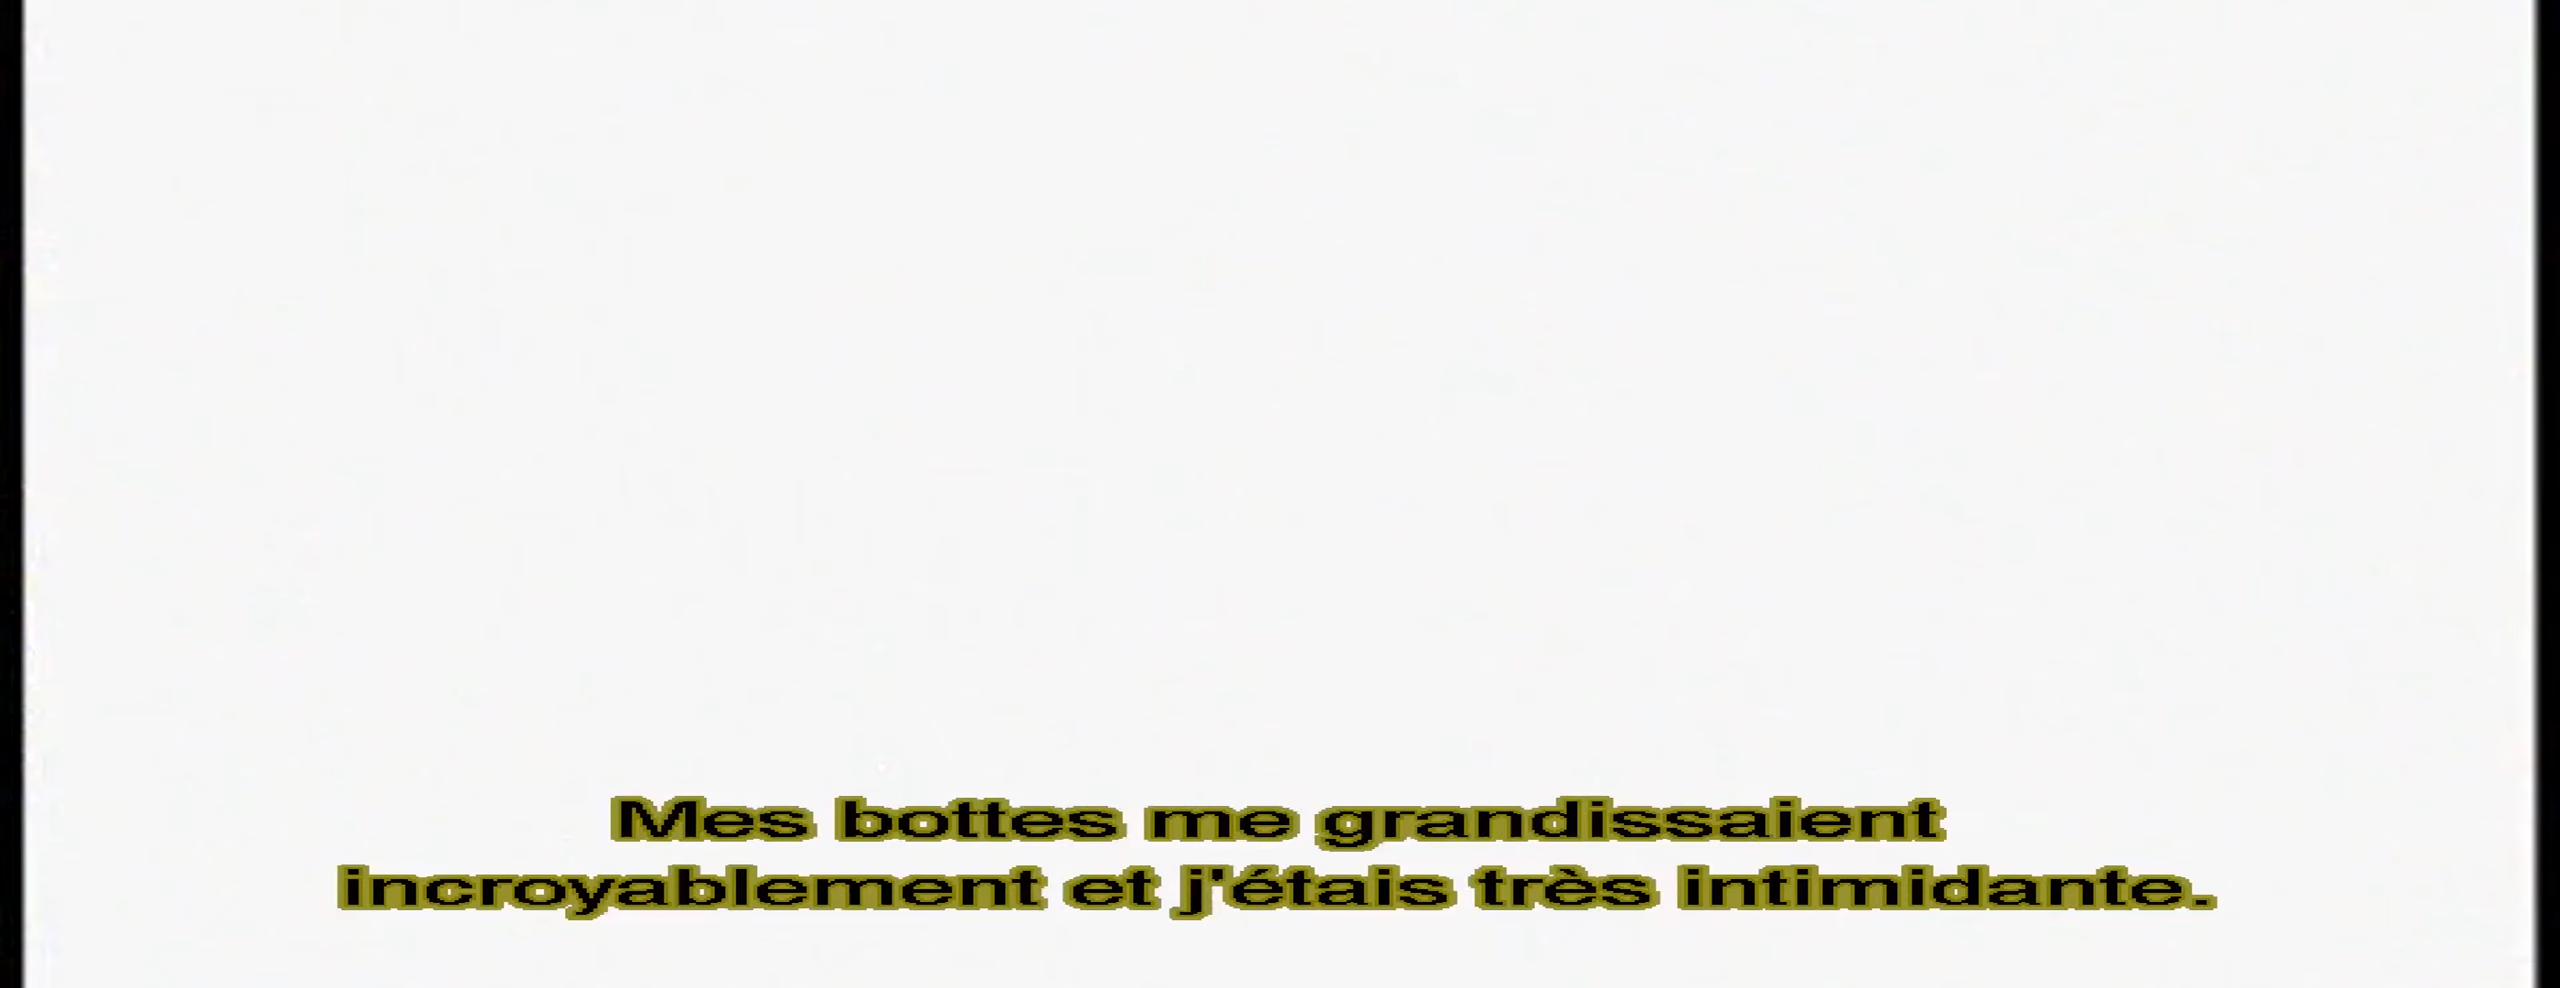 Mes bottes me grandissaient
incroyablement et j'étais très intimidante.